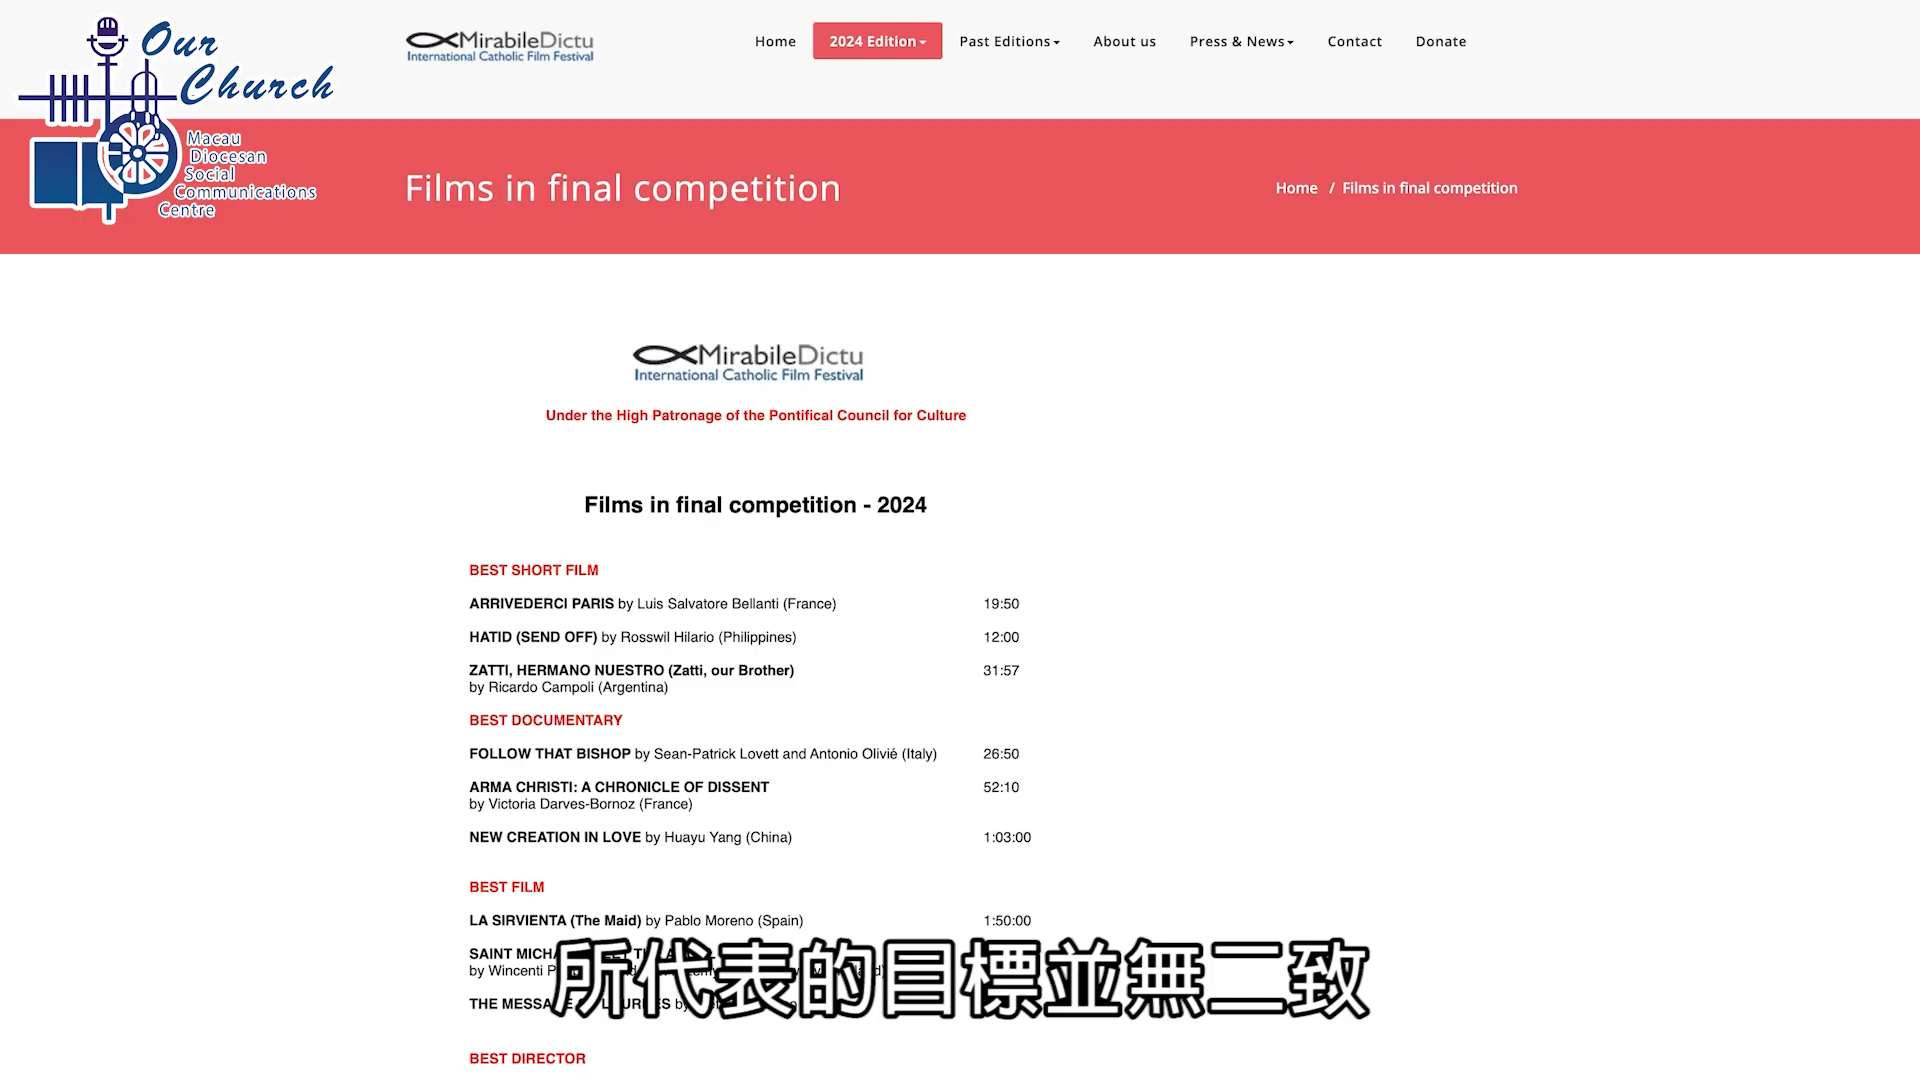 Our
Church
Macau
Diocesan
Social
Communications
Centre
MirabileDictu
International Catholic Film Festival
Home
2024 Edition
Past Editions
About us
Press & News
Contact
Donate
Films in final competition
Home / Films in final competition
MirabileDictu
International Catholic Film Festival
Under the High Patronage of the Pontifical Council for Culture
Films in final competition - 2024
BEST SHORT FILM
ARRIVEDERCI PARIS by Luis Salvatore Bellanti (France) 19:50
HATID (SEND OFF) by Rosswil Hilario (Philippines) 12:00
ZATTI, HERMANO NUESTRO (Zatti, our Brother) 31:57
by Ricardo Campoli (Argentina)
BEST DOCUMENTARY
FOLLOW THAT BISHOP by Sean-Patrick Lovett and Antonio Olivié (Italy) 26:50
ARMA CHRISTI: A CHRONICLE OF DISSENT 52:10
by Victoria Darves-Bornoz (France)
NEW CREATION IN LOVE by Huayu Yang (China) 1:03:00
BEST FILM
LA SIRVIENTA (The Maid) by Pablo Moreno (Spain) 1:50:00
SAINT
by Wincenti
THE
所代表的目標並無二致
BEST DIRECTOR